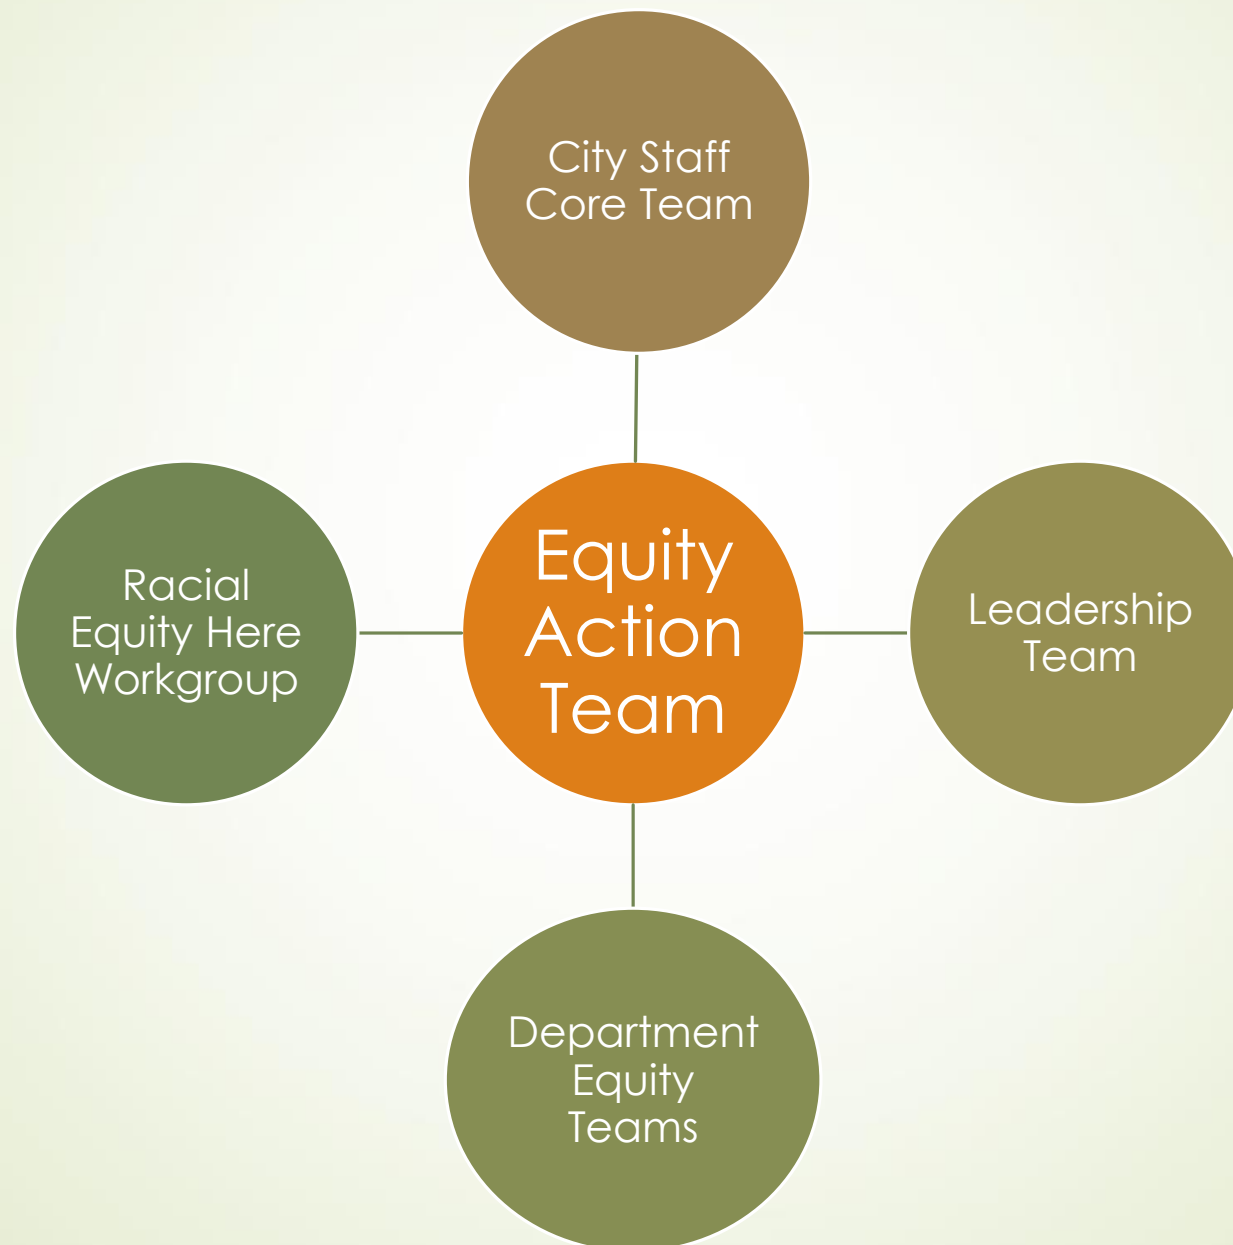 City Staff
Core Team
Racial
Equity Here
Workgroup
Equity
Action
Team
Leadership
Team
Department
Equity
Teams